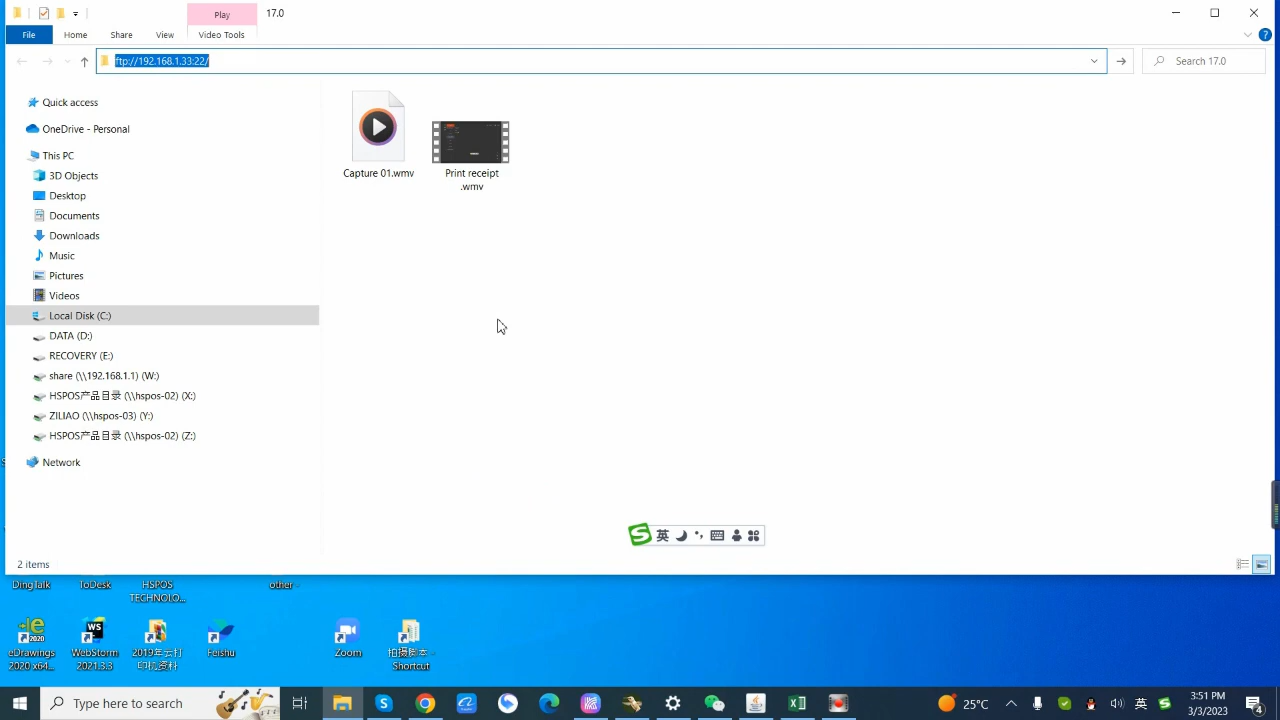 Play
17.0
File
Home
Share
View
Video Tools
ftp://192.168.1.33:22/
Search 17.0
Quick access
OneDrive - Personal
This PC
3D Objects
Desktop
Documents
Downloads
Music
Pictures
Videos
Local Disk (C:)
DATA (D:)
RECOVERY (E:)
share (\\192.168.1.1) (W:)
HSPOS产品目录 (\\hspos-02) (X:)
ZILIAO (\\hspos-03) (Y:)
HSPOS产品目录 (\\hspos-02) (Z:)
Network
Capture 01.wmv
Print receipt
.wmv
英
2 items
DingTalk
ToDesk
HSPOS
TECHNOLO...
other -
eDrawings
2020 x64...
WebStorm
2021.3.3
2019年云打
印机资料
Feishu
Zoom
拍摄脚本 -
Shortcut
Type here to search
25°C
英
3:51 PM
3/3/2023
4